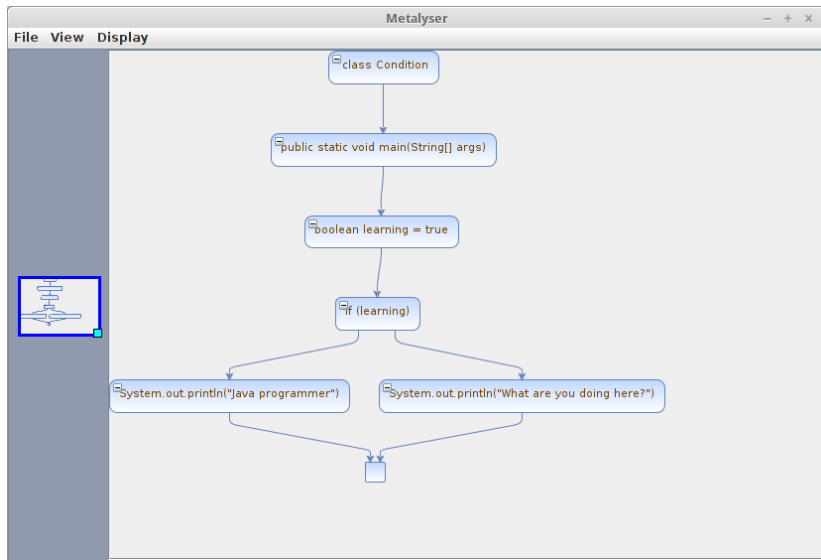 Metalyser
File View Display
class Condition
public static void main(String[] args)
boolean learning = true
if (learning)
System.out.println("Java programmer") System.out.println("What are you doing here?")